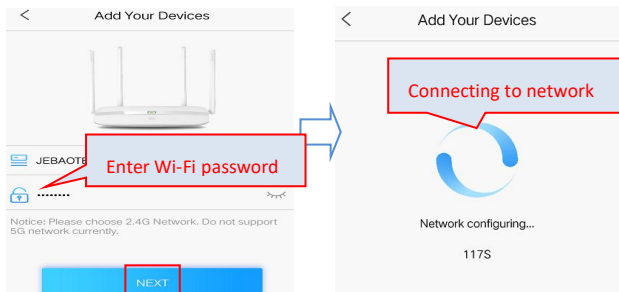 Add Your Devices
JEBAOTE
Enter Wi-Fi password
········
Notice: Please choose 2.4G Network. Do not support
5G network currently.
NEXT
Add Your Devices
Connecting to network
Network configuring...
117S